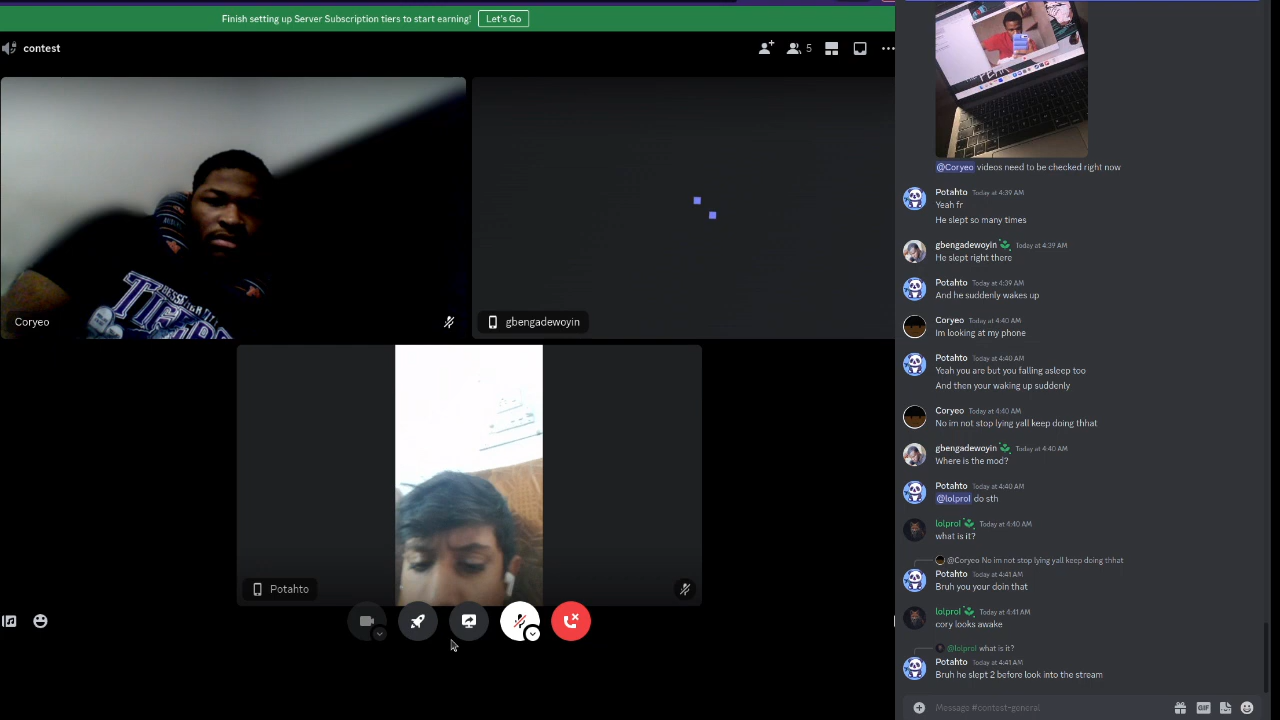 Finish setting up Server Subscription tiers to start earning!
Let's Go
contest
5
TIGERS
Coryeo
gbengadewoyin
Potahto
@Coryeo videos need to be checked right now
Potahto Today at 4:39 AM
Yeah fr
He slept so many times
gbengadewoyin Today at 4:39 AM
He slept right there
Potahto Today at 4:39 AM
And he suddenly wakes up
Coryeo Today at 4:40 AM
Im looking at my phone
Potahto Today at 4:40 AM
Yeah you are but you falling asleep too
And then your waking up suddenly
Coryeo Today at 4:40 AM
No im not stop lying yall keep doing thhat
gbengadewoyin Today at 4:40 AM
Where is the mod?
Potahto Today at 4:40 AM
@lolprol do sth
lolprol Today at 4:40 AM
what is it?
@Coryeo No im not stop lying yall keep doing thhat
Potahto Today at 4:41 AM
Bruh you your doin that
lolprol Today at 4:41 AM
cory looks awake
@lolprol what is it?
Potahto Today at 4:41 AM
Bruh he slept 2 before look into the stream
Message #contest-general
GIF